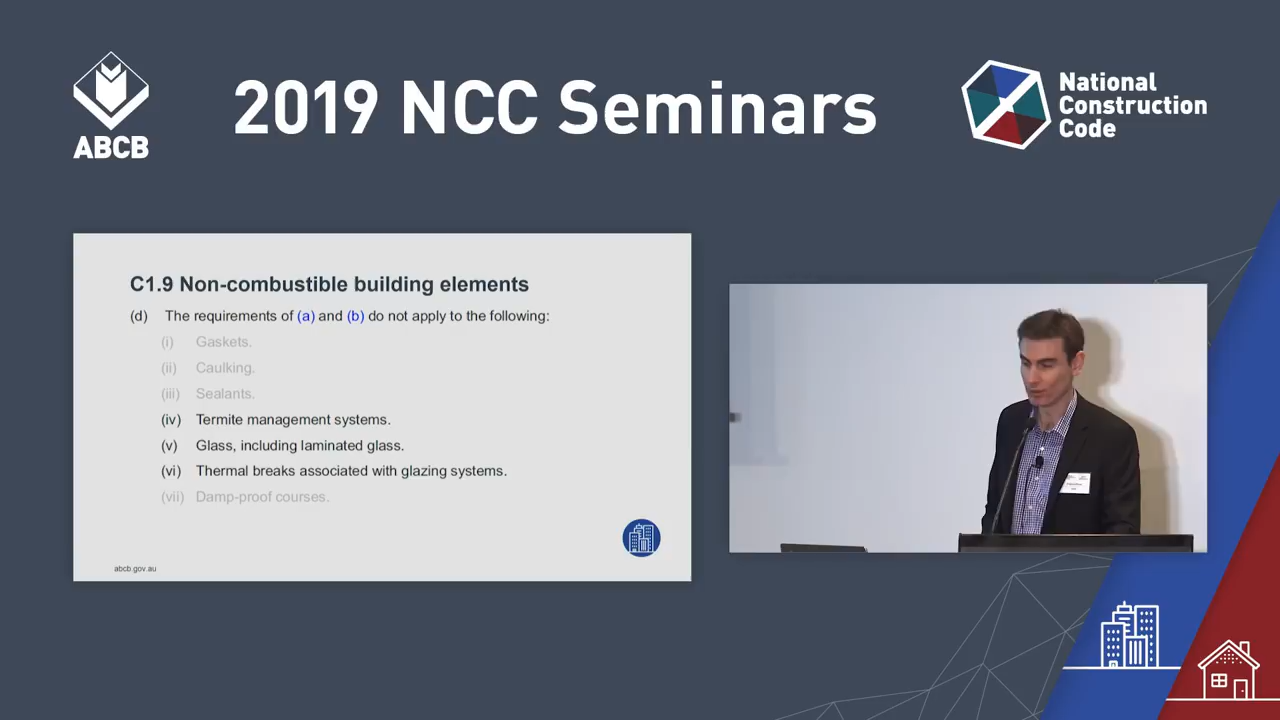 ABCB
2019 NCC Seminars
National
Construction
Code
C1.9 Non-combustible building elements
(d) The requirements of (a) and (b) do not apply to the following:
(i) Gaskets.
(ii) Caulking.
(iii) Sealants.
(iv) Termite management systems.
(v) Glass, including laminated glass.
(vi) Thermal breaks associated with glazing systems.
(vii) Damp-proof courses.
abcb.gov.au